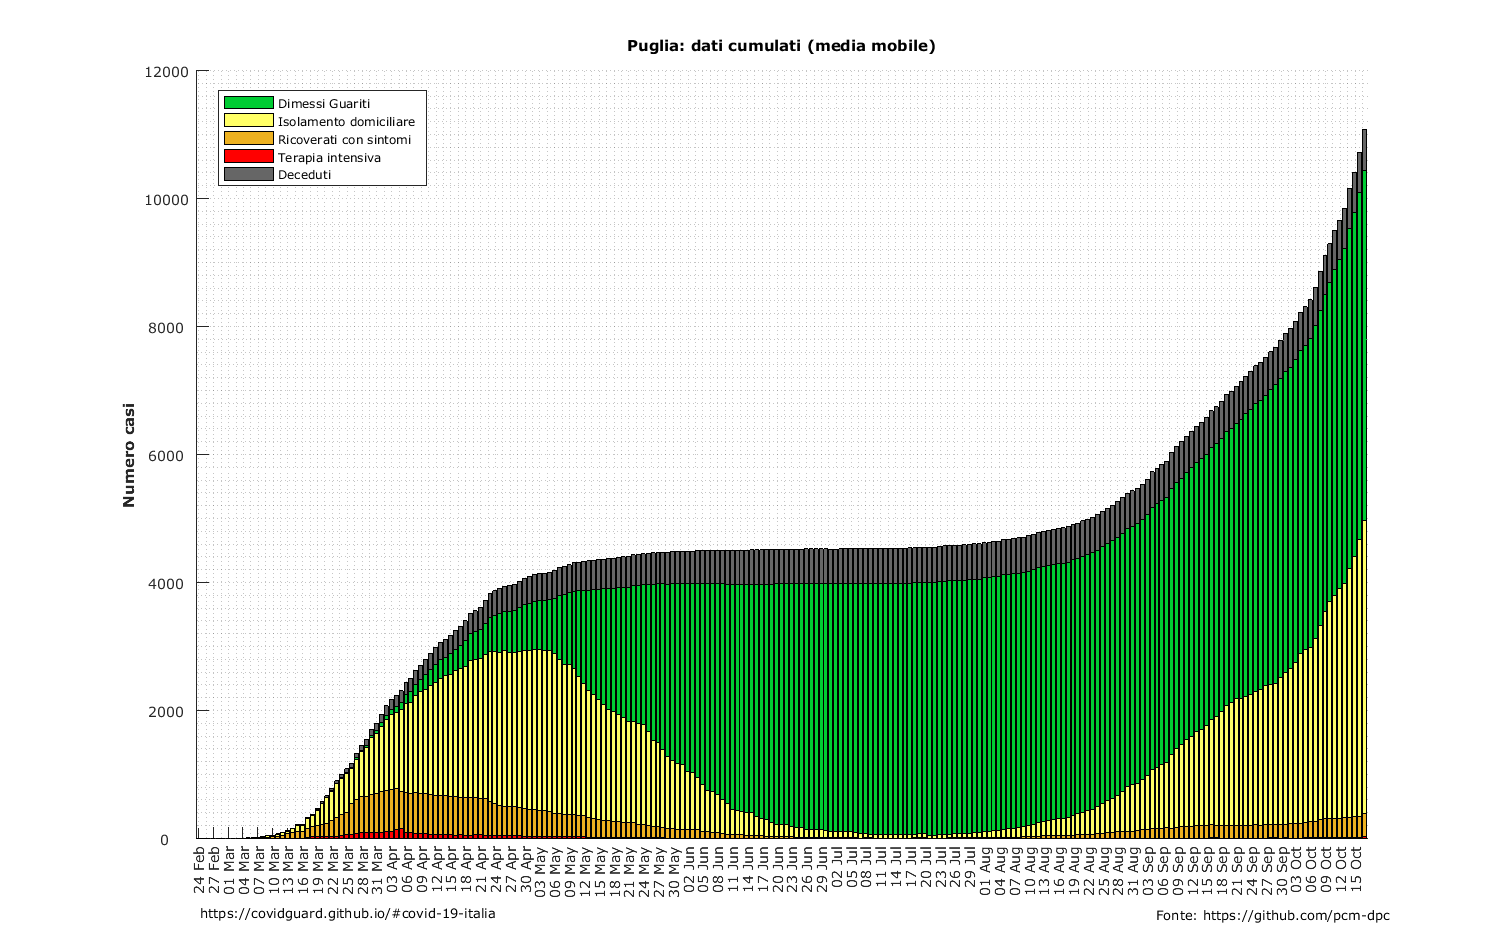 Puglia: dati cumulati (media mobile)
12000
10000
8000
6000
4000
2000
0
Numero casi
Dimessi Guariti
Isolamento domiciliare
Ricoverati con sintomi
Terapia intensiva
Deceduti
24 Feb
27 Feb
01 Mar
04 Mar
07 Mar
10 Mar
13 Mar
16 Mar
19 Mar
22 Mar
25 Mar
28 Mar
31 Mar
03 Apr
06 Apr
09 Apr
12 Apr
15 Apr
18 Apr
21 Apr
24 Apr
27 Apr
30 Apr
03 May
06 May
09 May
12 May
15 May
18 May
21 May
24 May
27 May
30 May
02 Jun
05 Jun
08 Jun
11 Jun
14 Jun
17 Jun
20 Jun
23 Jun
26 Jun
29 Jun
02 Jul
05 Jul
08 Jul
11 Jul
14 Jul
17 Jul
20 Jul
23 Jul
26 Jul
29 Jul
01 Aug
04 Aug
07 Aug
10 Aug
13 Aug
16 Aug
19 Aug
22 Aug
25 Aug
28 Aug
31 Aug
03 Sep
06 Sep
09 Sep
12 Sep
15 Sep
18 Sep
21 Sep
24 Sep
27 Sep
30 Sep
03 Oct
06 Oct
09 Oct
12 Oct
15 Oct
https://covidguard.github.io/#covid-19-italia
Fonte: https://github.com/pcm-dpc